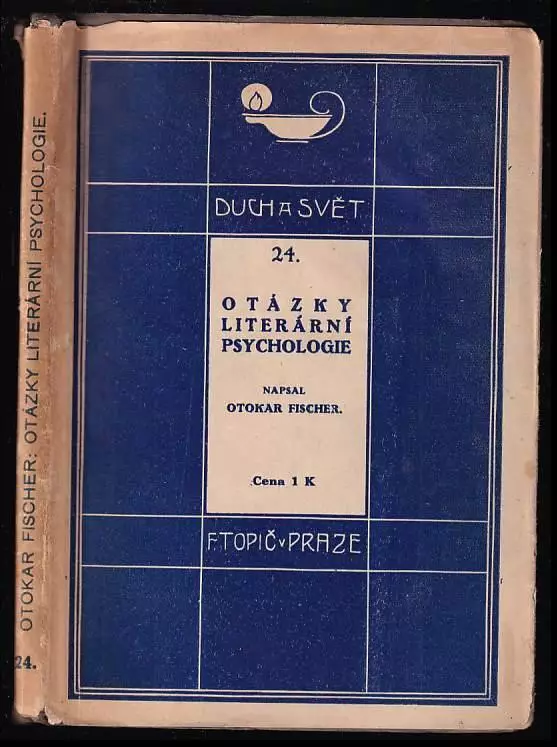 DUCH A SVĚT
24.
OTÁZKY
LITERÁRNÍ
PSYCHOLOGIE
NAPSAL
OTOKAR FISCHER.
Cena 1 K
F. TOPIČ V PRAZE
OTOKAR FISCHER: OTÁZKY LITERÁRNÍ PSYCHOLOGIE.
24.